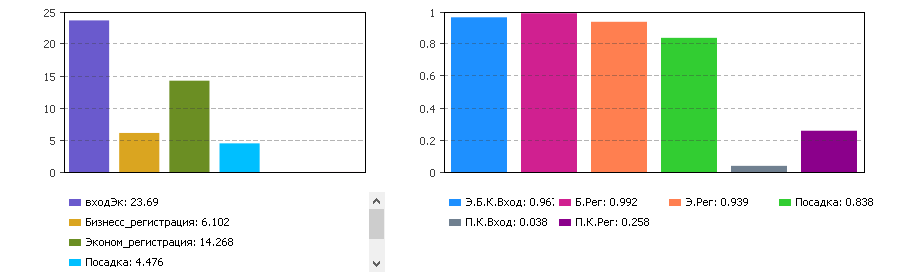 25
20
15
10
5
0
входЭк: 23.69
Бизнесс_регистрация: 6.102
Эконом_регистрация: 14.268
Посадка: 4.476
1
0.8
0.6
0.4
0.2
0
Э.Б.К.Вход: 0.967 Б.Рег: 0.992 Э.Рег: 0.939 Посадка: 0.838
П.К.Вход: 0.038 П.К.Рег: 0.258